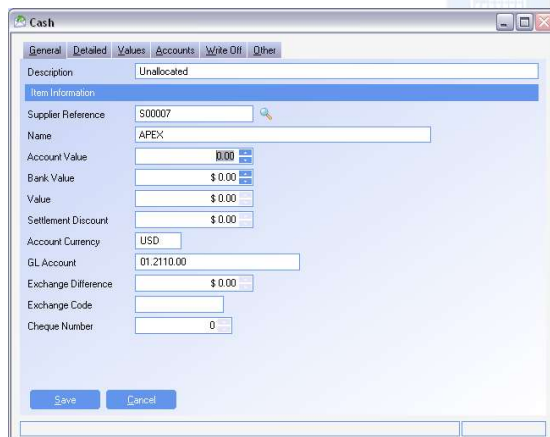 Cash
General Detailed Values Accounts Write Off Other
Description Unallocated
Item Information
Supplier Reference S00007
Name APEX
Account Value 0.00
Bank Value $ 0.00
Value $ 0.00
Settlement Discount $ 0.00
Account Currency USD
GL Account 01.2110.00
Exchange Difference $ 0.00
Exchange Code
Cheque Number 0
Save Cancel